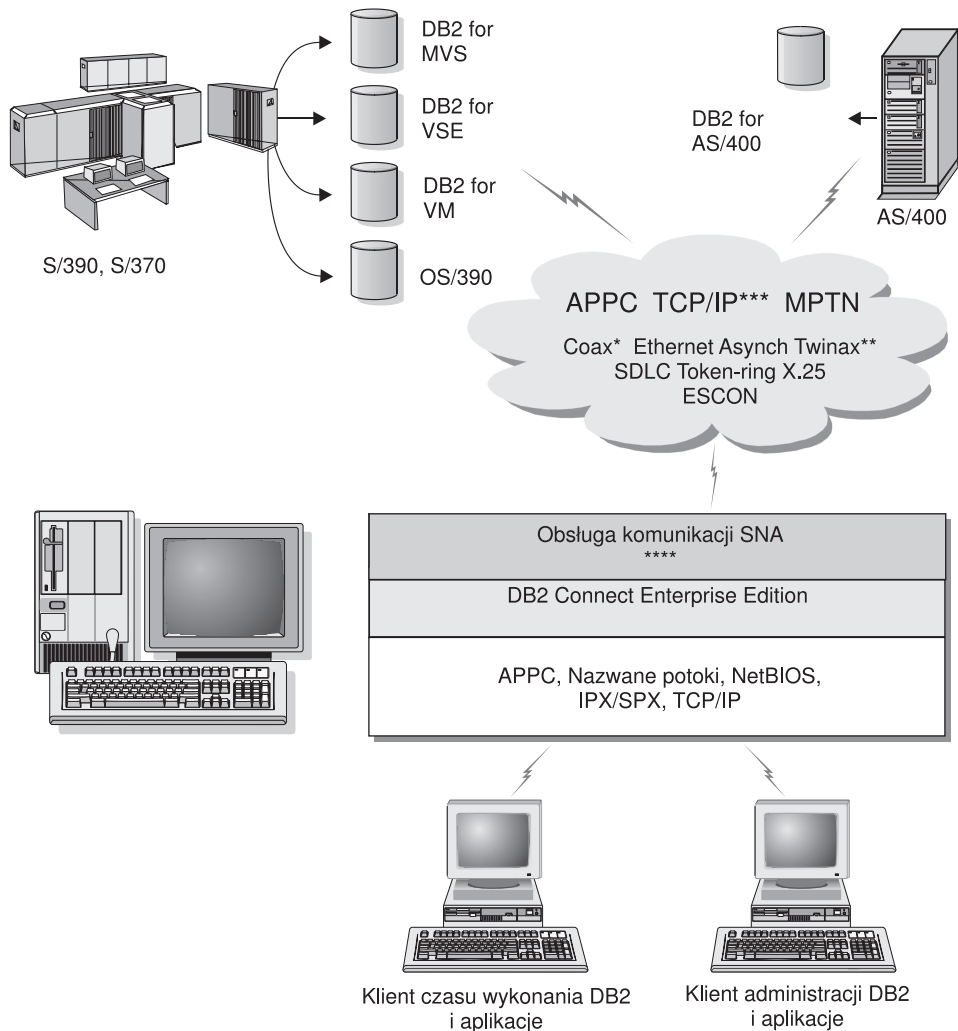 DB2 for
MVS
DB2 for
VSE
DB2 for
VM
OS/390
S/390, S/370
DB2 for
AS/400
AS/400
APPC TCP/IP*** MPTN
Coax* Ethernet Asynch Twinax**
SDLC Token-ring X.25
ESCON
Obsługa komunikacji SNA
****
DB2 Connect Enterprise Edition
APPC, Nazwane potoki, NetBIOS,
IPX/SPX, TCP/IP
Klient czasu wykonania DB2
i aplikacje
Klient administracji DB2
i aplikacje